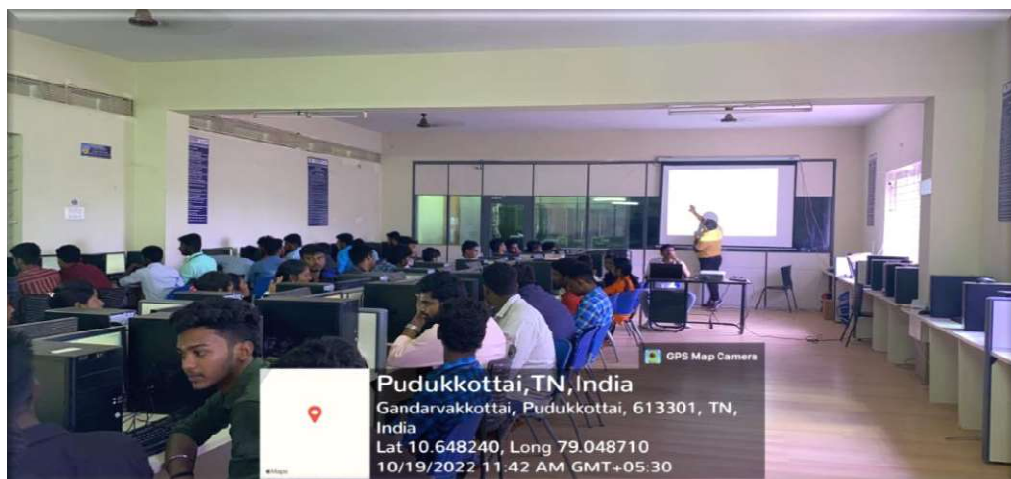 GPS Map Camera
Pudukkottai,TN,India
Gandarvakkottai, Pudukkottai, 613301, TN,
India
Lat 10.648240, Long 79.048710
10/19/2022 11:42 AM GMT+05:30
Maps